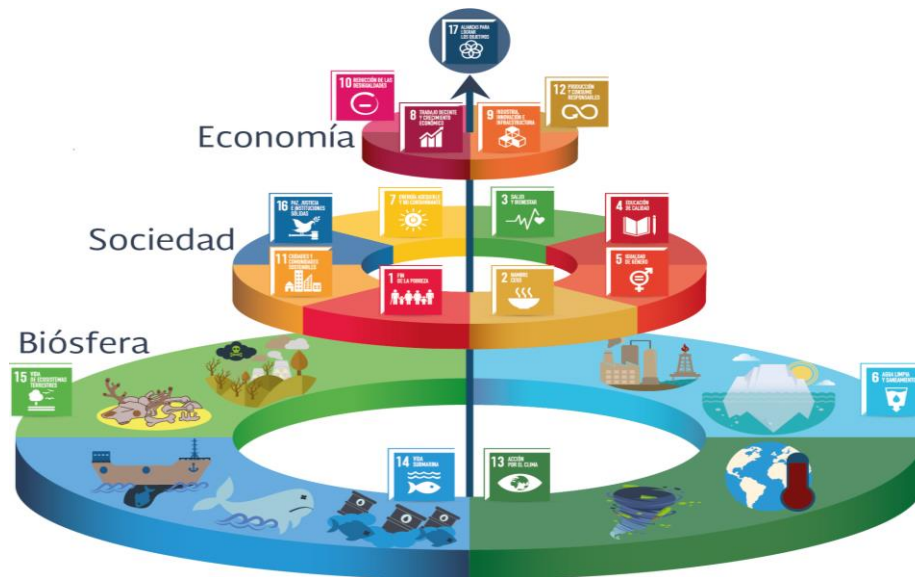 17 ALIANZAS PARA
LOGRAR
LOS OBJETIVOS
10 REDUCCIÓN DE LAS
DESIGUALDADES
12 PRODUCCIÓN
Y CONSUMO
RESPONSABLES
8 TRABAJO DECENTE
Y CRECIMIENTO
ECONÓMICO
9 INDUSTRIA,
INNOVACIÓN E
INFRAESTRUCTURA
Economía
16 PAZ, JUSTICIA
E INSTITUCIONES
SÓLIDAS
7 ENERGÍA ASEQUIBLE
Y NO CONTAMINANTE
3 SALUD
Y BIENESTAR
4 EDUCACIÓN
DE CALIDAD
Sociedad
11 CIUDADES Y
COMUNIDADES
SOSTENIBLES
1 FIN
DE LA POBREZA
2 HAMBRE
CERO
5 IGUALDAD
DE GÉNERO
Biósfera
15 VIDA
DE ECOSISTEMAS
TERRESTRES
6 AGUA LIMPIA
Y SANEAMIENTO
14 VIDA
SUBMARINA
13 ACCIÓN
POR EL CLIMA